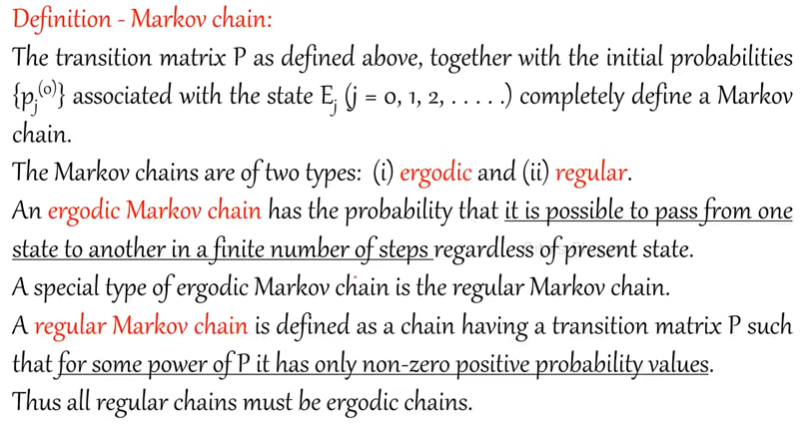 Definition - Markov chain:
The transition matrix P as defined above, together with the initial probabilities
{pⱼ⁽ᵒ⁾} associated with the state Eⱼ (j = 0, 1, 2, . . . . .) completely define a Markov
chain.
The Markov chains are of two types: (i) ergodic and (ii) regular.
An ergodic Markov chain has the probability that it is possible to pass from one
state to another in a finite number of steps regardless of present state.
A special type of ergodic Markov chain is the regular Markov chain.
A regular Markov chain is defined as a chain having a transition matrix P such
that for some power of P it has only non-zero positive probability values.
Thus all regular chains must be ergodic chains.